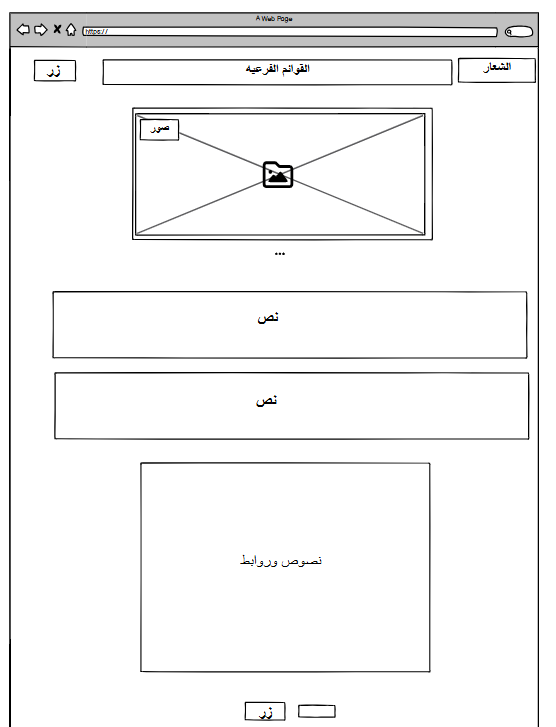 A Web Page
https://
الشعار
القوائم الفرعيه
زر
صور
...
نص
نص
نصوص وروابط
زر